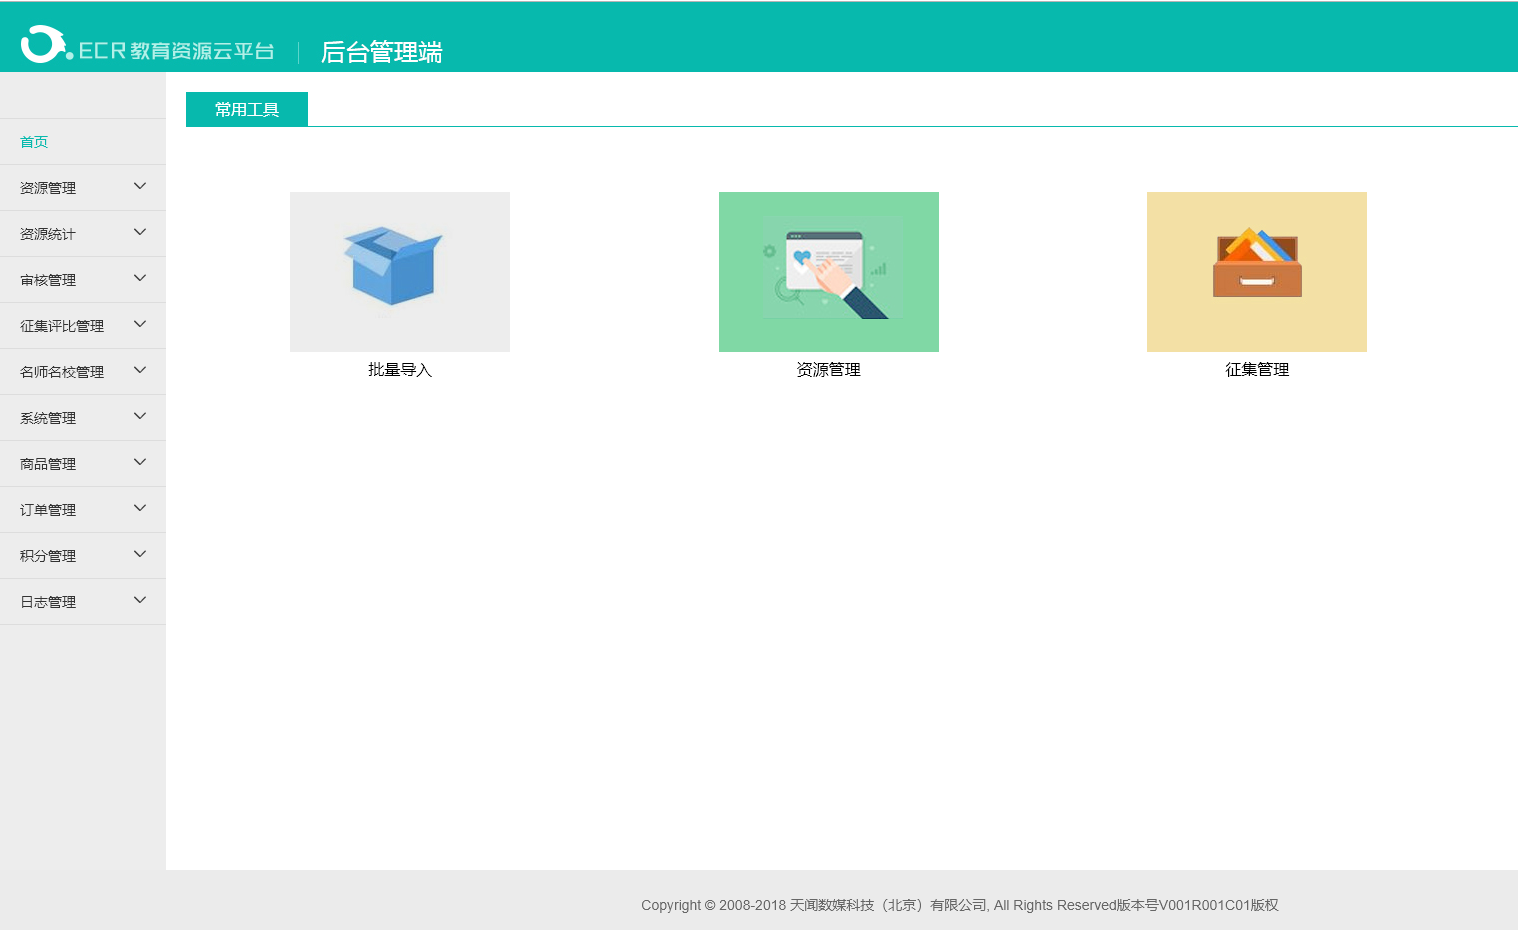 ECR 教育资源云平台
后台管理端
常用工具
首页
资源管理
资源统计
审核管理
征集评比管理
名师名校管理
系统管理
商品管理
订单管理
积分管理
日志管理
批量导入
资源管理
征集管理
Copyright © 2008-2018 天闻数媒科技（北京）有限公司, All Rights Reserved版本号V001R001C01版权